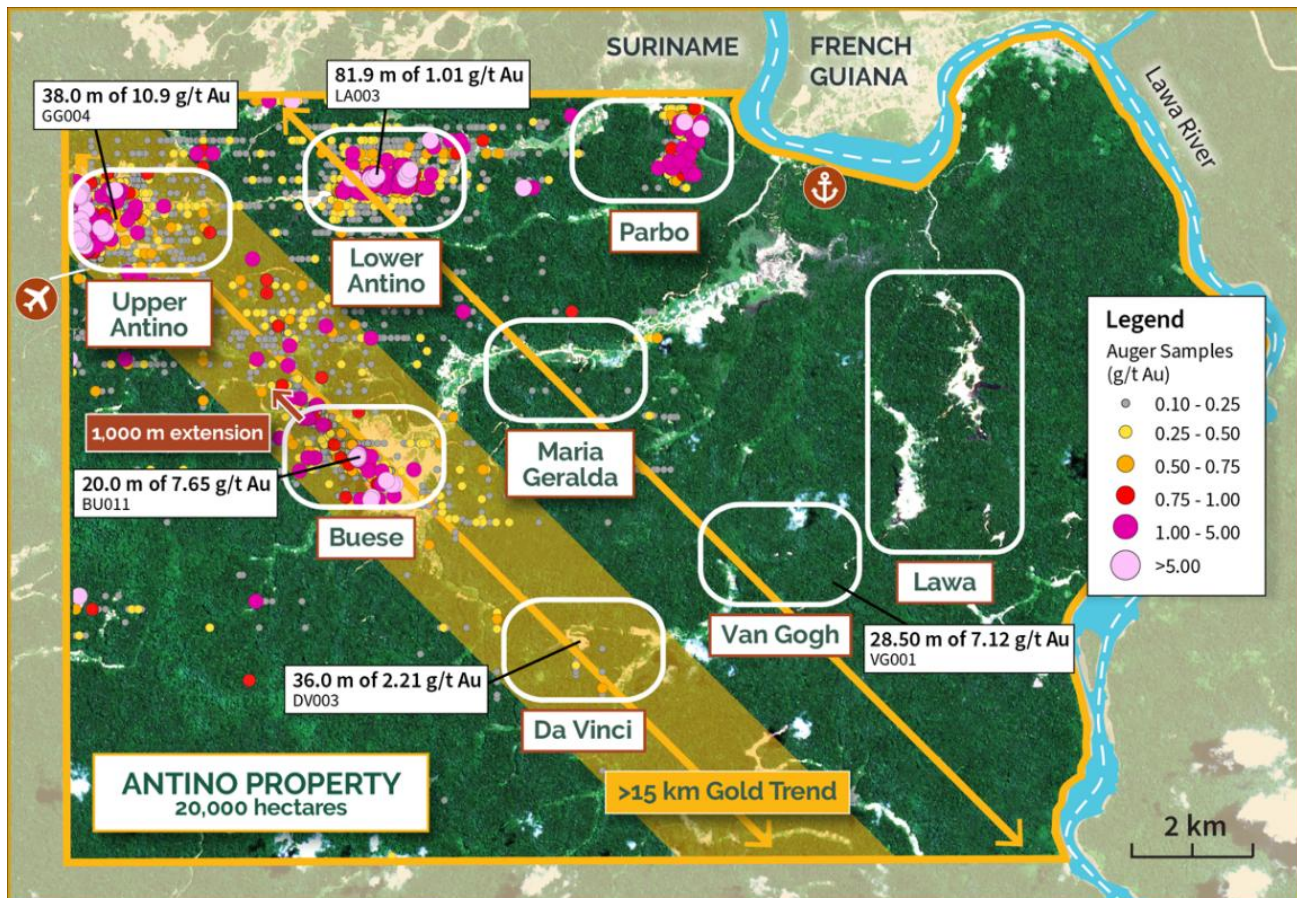 SURINAME
FRENCH
GUIANA
Lawa River
81.9 m of 1.01 g/t Au
LA003
38.0 m of 10.9 g/t Au
GG004
Parbo
Lower
Antino
Upper
Antino
Legend
Auger Samples
(g/t Au)
0.10 - 0.25
0.25 - 0.50
0.50 - 0.75
0.75 - 1.00
1.00 - 5.00
>5.00
1,000 m extension
Maria
Geralda
20.0 m of 7.65 g/t Au
BU011
Buese
Lawa
Van Gogh
28.50 m of 7.12 g/t Au
VG001
36.0 m of 2.21 g/t Au
DV003
Da Vinci
ANTINO PROPERTY
20,000 hectares
>15 km Gold Trend
2 km